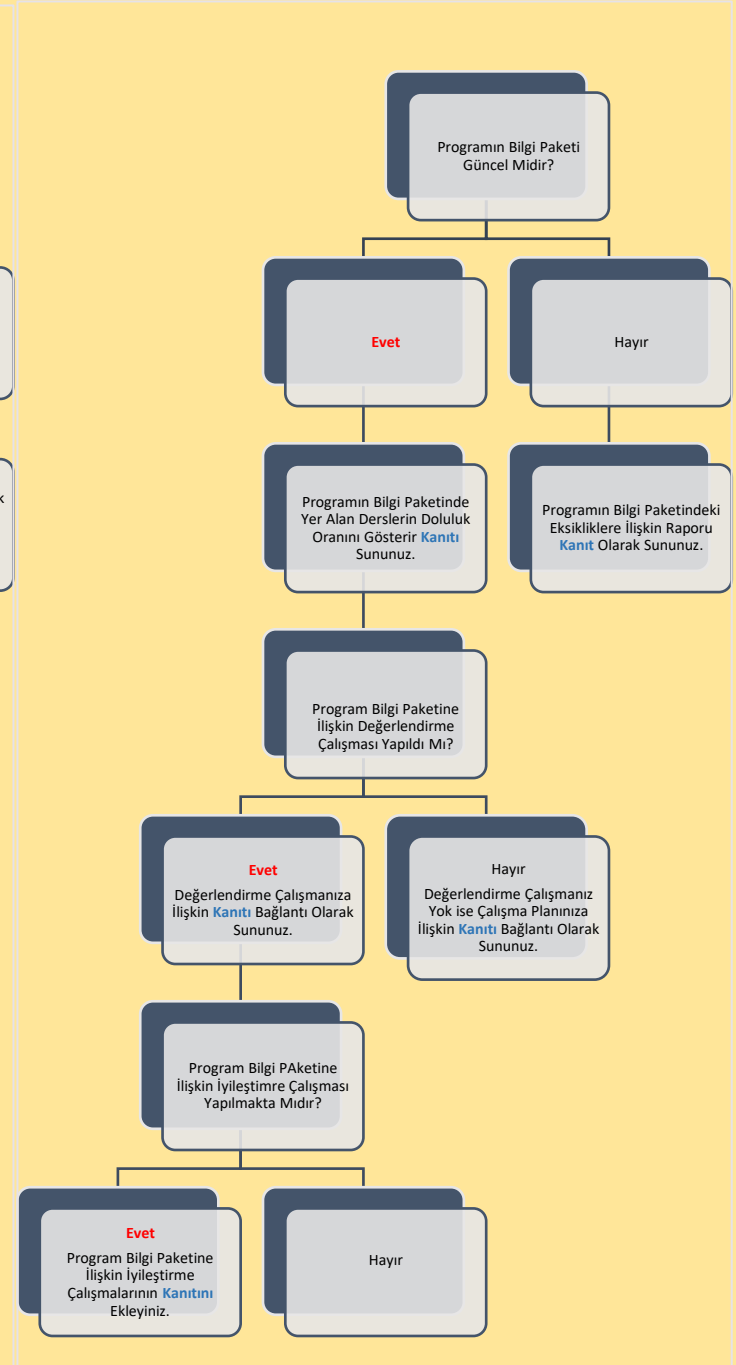 Programın Bilgi Paketi
Güncel Midir?
Evet
Hayır
k
Programın Bilgi Paketinde
Yer Alan Derslerin Doluluk
Oranını Gösterir Kanıtı
Sununuz.
Programın Bilgi Paketindeki
Eksikliklere İlişkin Raporu
Kanıt Olarak Sununuz.
Program Bilgi Paketine
İlişkin Değerlendirme
Çalışması Yapıldı Mı?
Evet
Değerlendirme Çalışmanıza
İlişkin Kanıtı Bağlantı Olarak
Sununuz.
Hayır
Değerlendirme Çalışmanız
Yok ise Çalışma Planınıza
İlişkin Kanıtı Bağlantı Olarak
Sununuz.
Program Bilgi PAketine
İlişkin İyileştimre Çalışması
Yapılmakta Mıdır?
Evet
Program Bilgi Paketine
İlişkin İyileştirme
Çalışmalarının Kanıtını
Ekleyiniz.
Hayır